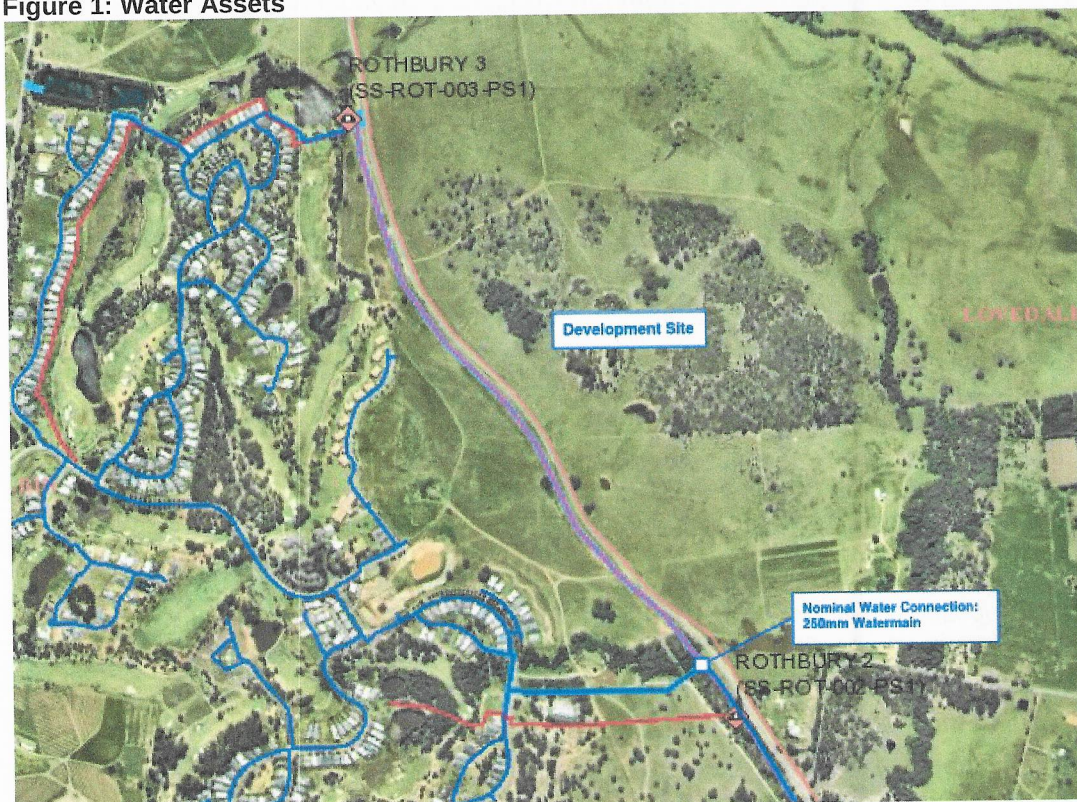 Figure 1: Water Assets
ROTHBURY 3
(SS-ROT-003-PS1)
LOVEDALE
Development Site
Nominal Water Connection:
250mm Watermain
ROTHBURY 2
(SS-ROT-002-PS1)